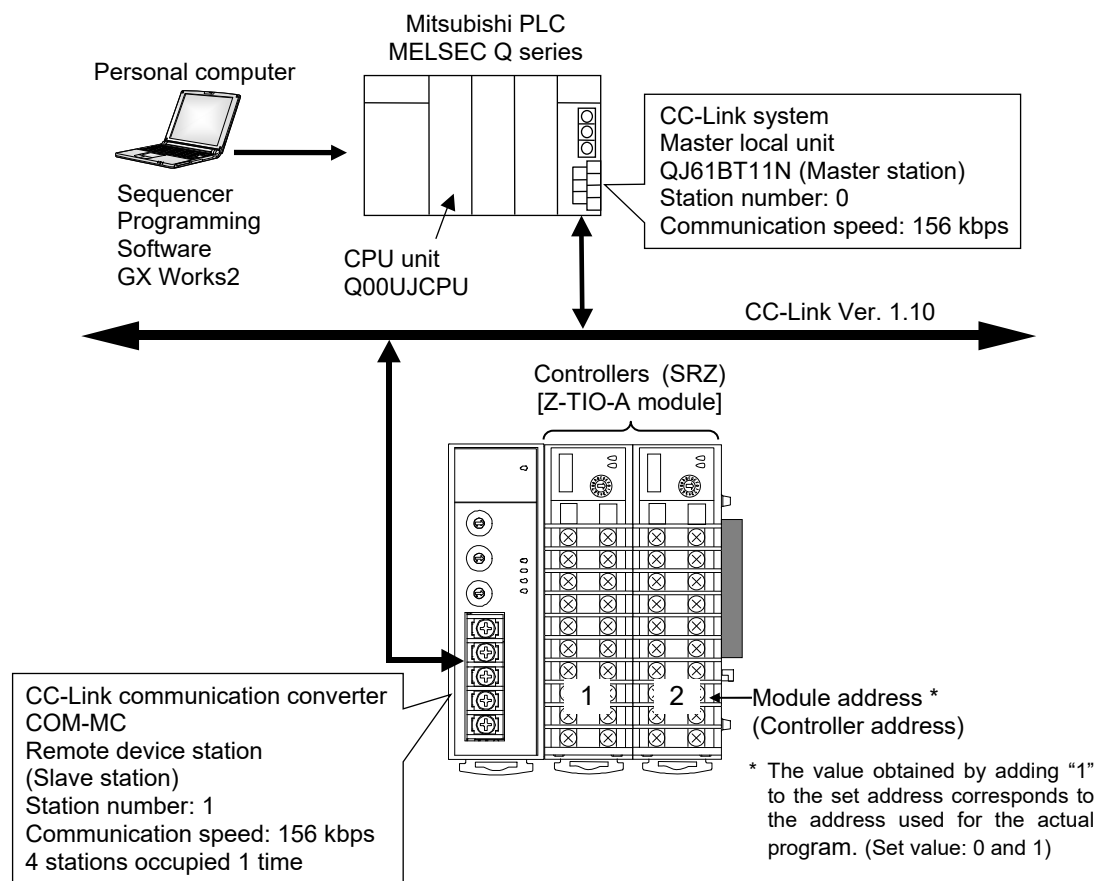 Mitsubishi PLC
MELSEC Q series
Personal computer
Sequencer
Programming
Software
GX Works2
CPU unit
Q00UJCPU
CC-Link system
Master local unit
QJ61BT11N (Master station)
Station number: 0
Communication speed: 156 kbps
CC-Link Ver. 1.10
Controllers (SRZ)
[Z-TIO-A module]
1
2
Module address *
(Controller address)
CC-Link communication converter
COM-MC
Remote device station
(Slave station)
Station number: 1
Communication speed: 156 kbps
4 stations occupied 1 time
* The value obtained by adding “1”
to the set address corresponds to
the address used for the actual
program. (Set value: 0 and 1)